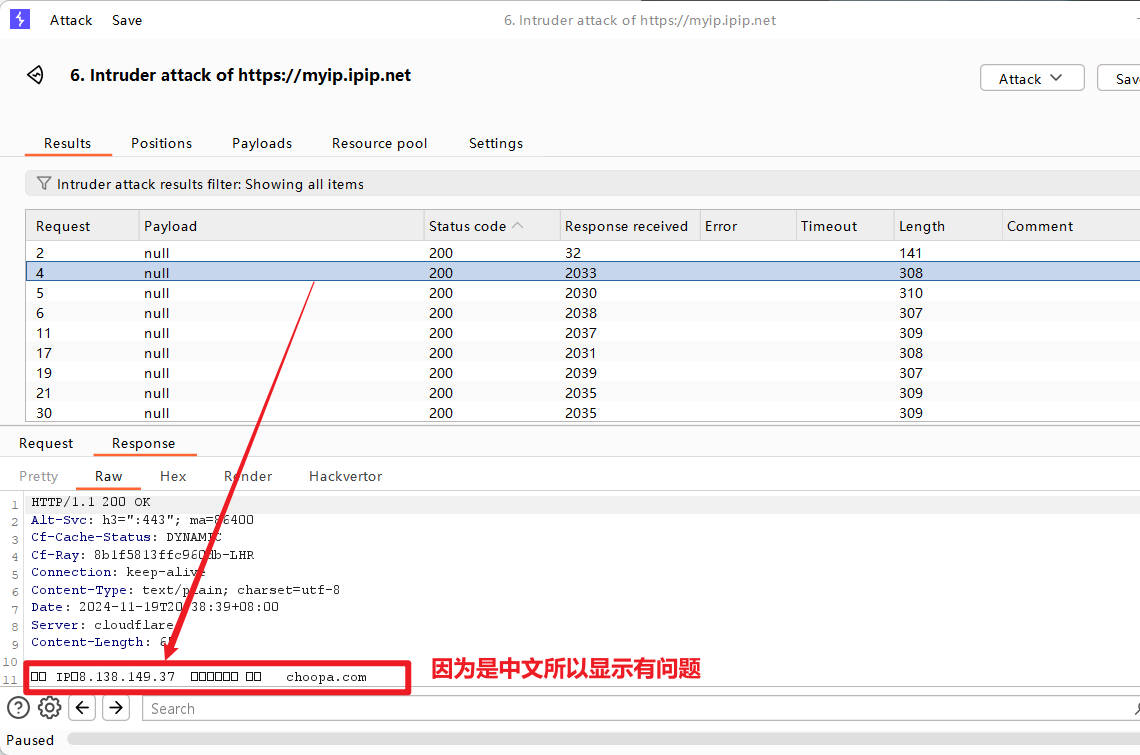 Attack Save 6. Intruder attack of https://myip.ipip.net
6. Intruder attack of https://myip.ipip.net Attack Sav
Results Positions Payloads Resource pool Settings
Intruder attack results filter: Showing all items
Request Payload Status code Response received Error Timeout Length Comment
2 null 200 32 141
4 null 200 2033 308
5 null 200 2030 310
6 null 200 2038 307
11 null 200 2037 309
17 null 200 2031 308
19 null 200 2039 307
21 null 200 2035 309
30 null 200 2035 309
Request Response
Pretty Raw Hex Render Hackvertor
1 HTTP/1.1 200 OK
2 Alt-Svc: h3=":443"; ma=86400
3 Cf-Cache-Status: DYNAMIC
4 Cf-Ray: -LHR
5 Connection: keep-alive
6 Content-Type: text/plain; charset=utf-8
7 Date: :38:39+08:00
8 Server: cloudflare
9 Content-Length:
10
11 □□ IP□8.138.149.37 □□□□□□ □□ choopa.com
因为是中文所以显示有问题
Search
Paused